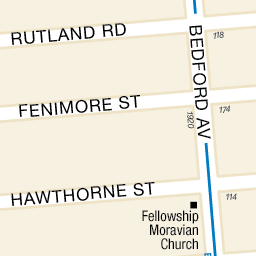 RUTLAND RD
118
BEDFORD AV
FENIMORE ST
174
1920
HAWTHORNE ST
114
Fellowship
Moravian
Church